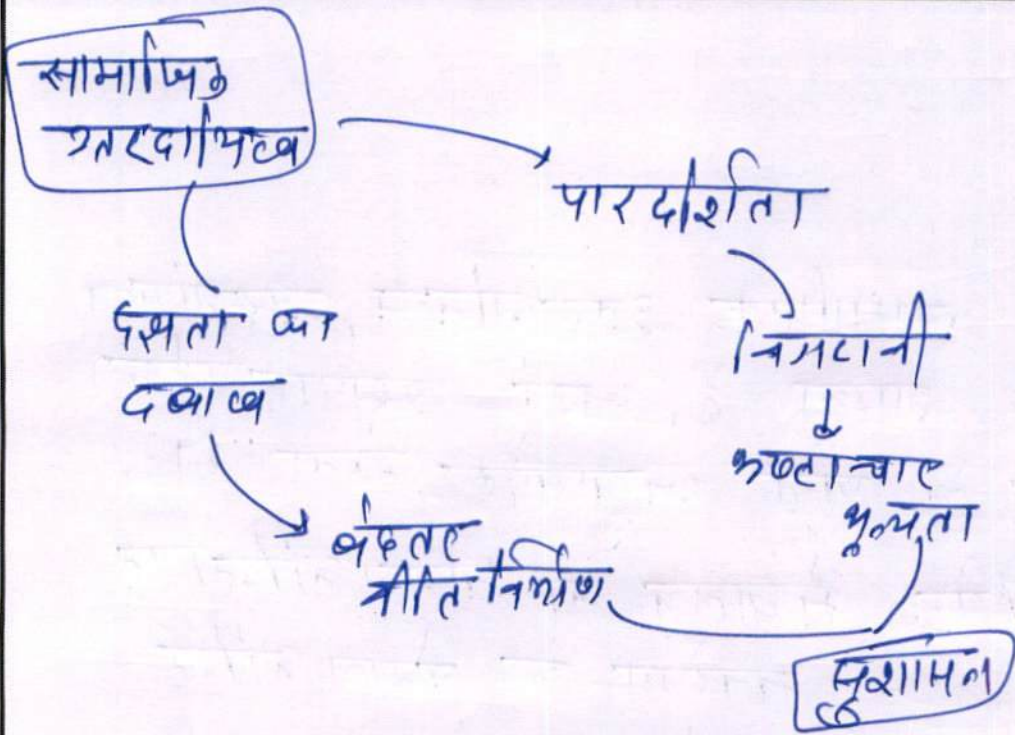 सामाजिक
उत्तरदायित्व
पारदर्शिता
दक्षता का
दबाव
निगरानी
भ्रष्टाचार
शून्यता
बेहतर
नीति निर्माण
सुशासन